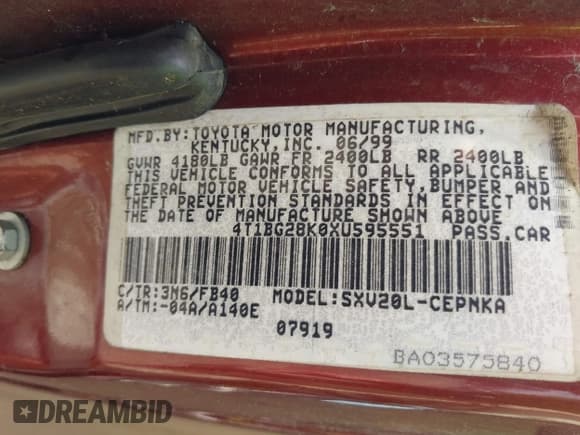 MFD.BY:TOYOTA MOTOR MANUFACTURING,
KENTUCKY,INC. 06/99
GVWR 4180LB GAWR FR 2400LB RR 2400LB
THIS VEHICLE CONFORMS TO ALL APPLICABLE
FEDERAL MOTOR VEHICLE SAFETY,BUMPER AND
THEFT PREVENTION STANDARDS IN EFFECT ON
THE DATE OF MANUFACTURE SHOWN ABOVE
4T1BG28K0XU595551 PASS.CAR
C/TR:3M6/FB40 MODEL:SXV20L-CEPNKA
A/TM:-04A/A140E
07919
BA03575840
DREAMBID